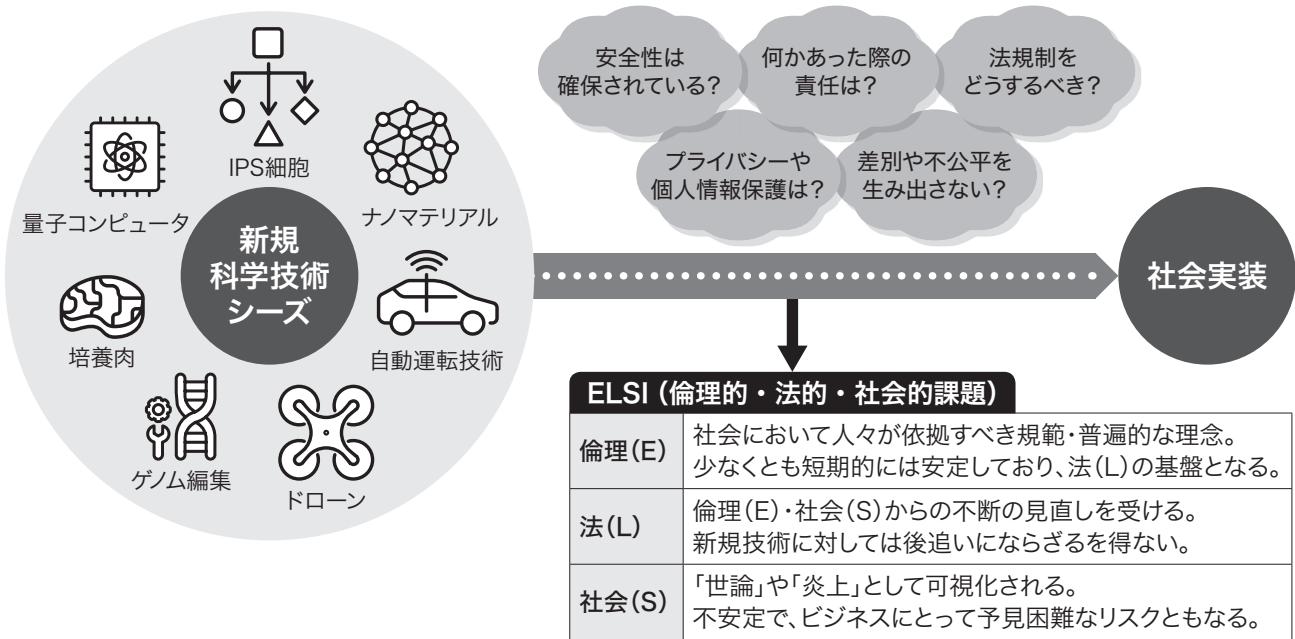 IPS細胞
量子コンピュータ
ナノマテリアル
新規
科学技術
シーズ
培養肉
自動運転技術
ゲノム編集
ドローン
安全性は
確保されている?
何かあった際の
責任は?
法規制を
どうするべき?
プライバシーや
個人情報保護は?
差別や不公平を
生み出さない?
社会実装
ELSI(倫理的・法的・社会的課題)
倫理(E)
社会において人々が依拠すべき規範・普遍的な理念。
少なくとも短期的には安定しており、法(L)の基盤となる。
法(L)
倫理(E)・社会(S)からの不断の見直しを受ける。
新規技術に対しては後追いにならざるを得ない。
社会(S)
「世論」や「炎上」として可視化される。
不安定で、ビジネスにとって予見困難なリスクともなる。